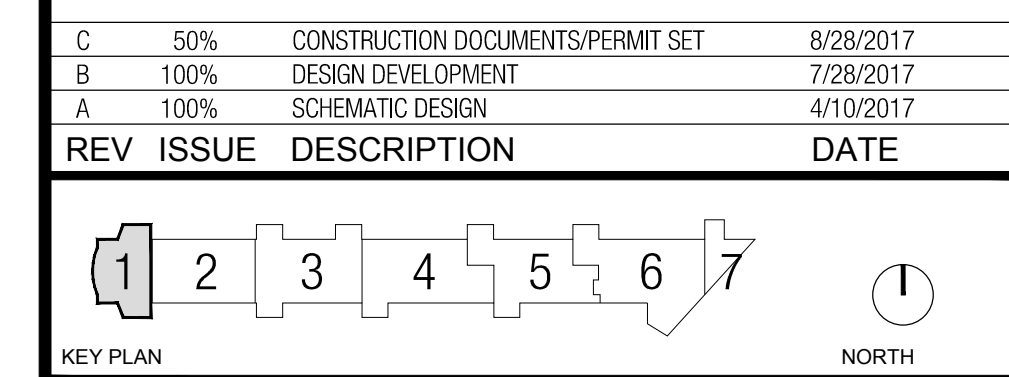 C 50% CONSTRUCTION DOCUMENTS/PERMIT SET 8/28/2017
B 100% DESIGN DEVELOPMENT 7/28/2017
A 100% SCHEMATIC DESIGN 4/10/2017
REV ISSUE DESCRIPTION DATE
1 2 3 4 5 6 7
KEY PLAN NORTH